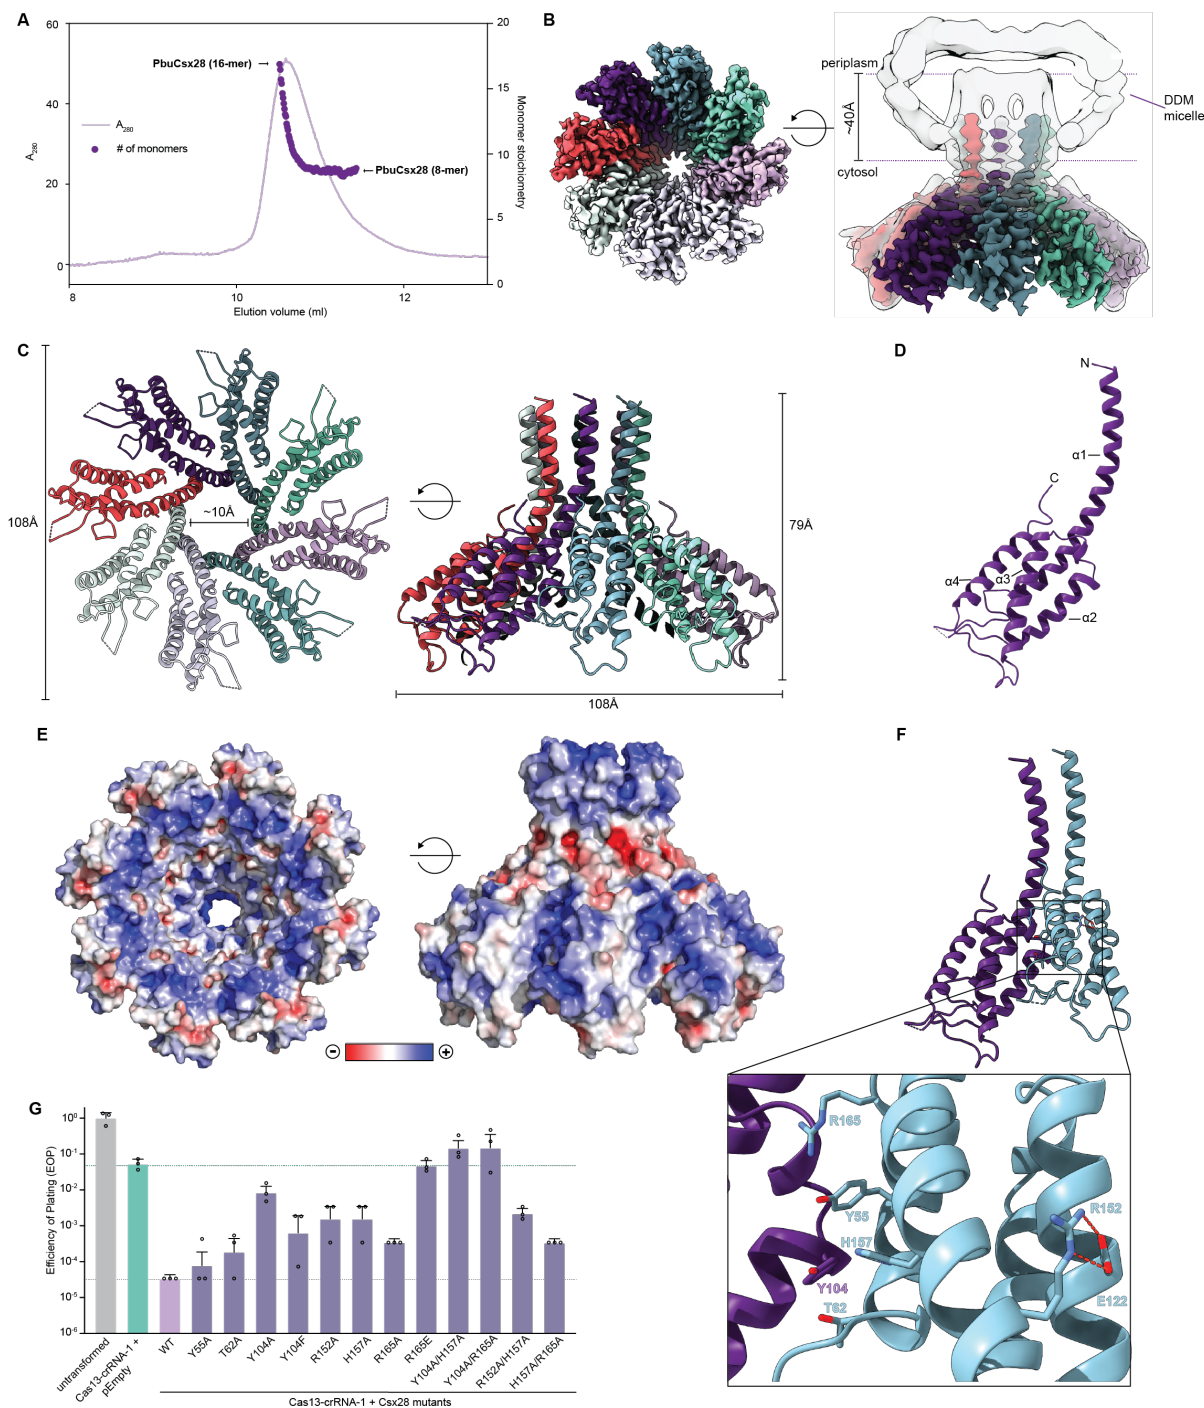 A
60
40
20
0
A280
8
10
12
Elution volume (ml)
20
15
10
5
0
Monomer stoichiometry
PbuCsx28 (16-mer)
PbuCsx28 (8-mer)
A280
# of monomers
B
periplasm
~40Å
cytosol
DDM
micelle
C
108Å
~10Å
79Å
108Å
D
N
α1
C
α4
α3
α2
E
−
+
F
R165
Y55
R152
H157
Y104
E122
T62
G
Efficiency of Plating (EOP)
10^0
10^-1
10^-2
10^-3
10^-4
10^-5
10^-6
untransformed
Cas13-crRNA-1 +
pEmpty
WT
Y55A
T62A
Y104A
Y104F
R152A
H157A
R165A
R165E
Y104A/H157A
Y104A/R165A
R152A/H157A
H157A/R165A
Cas13-crRNA-1 + Csx28 mutants